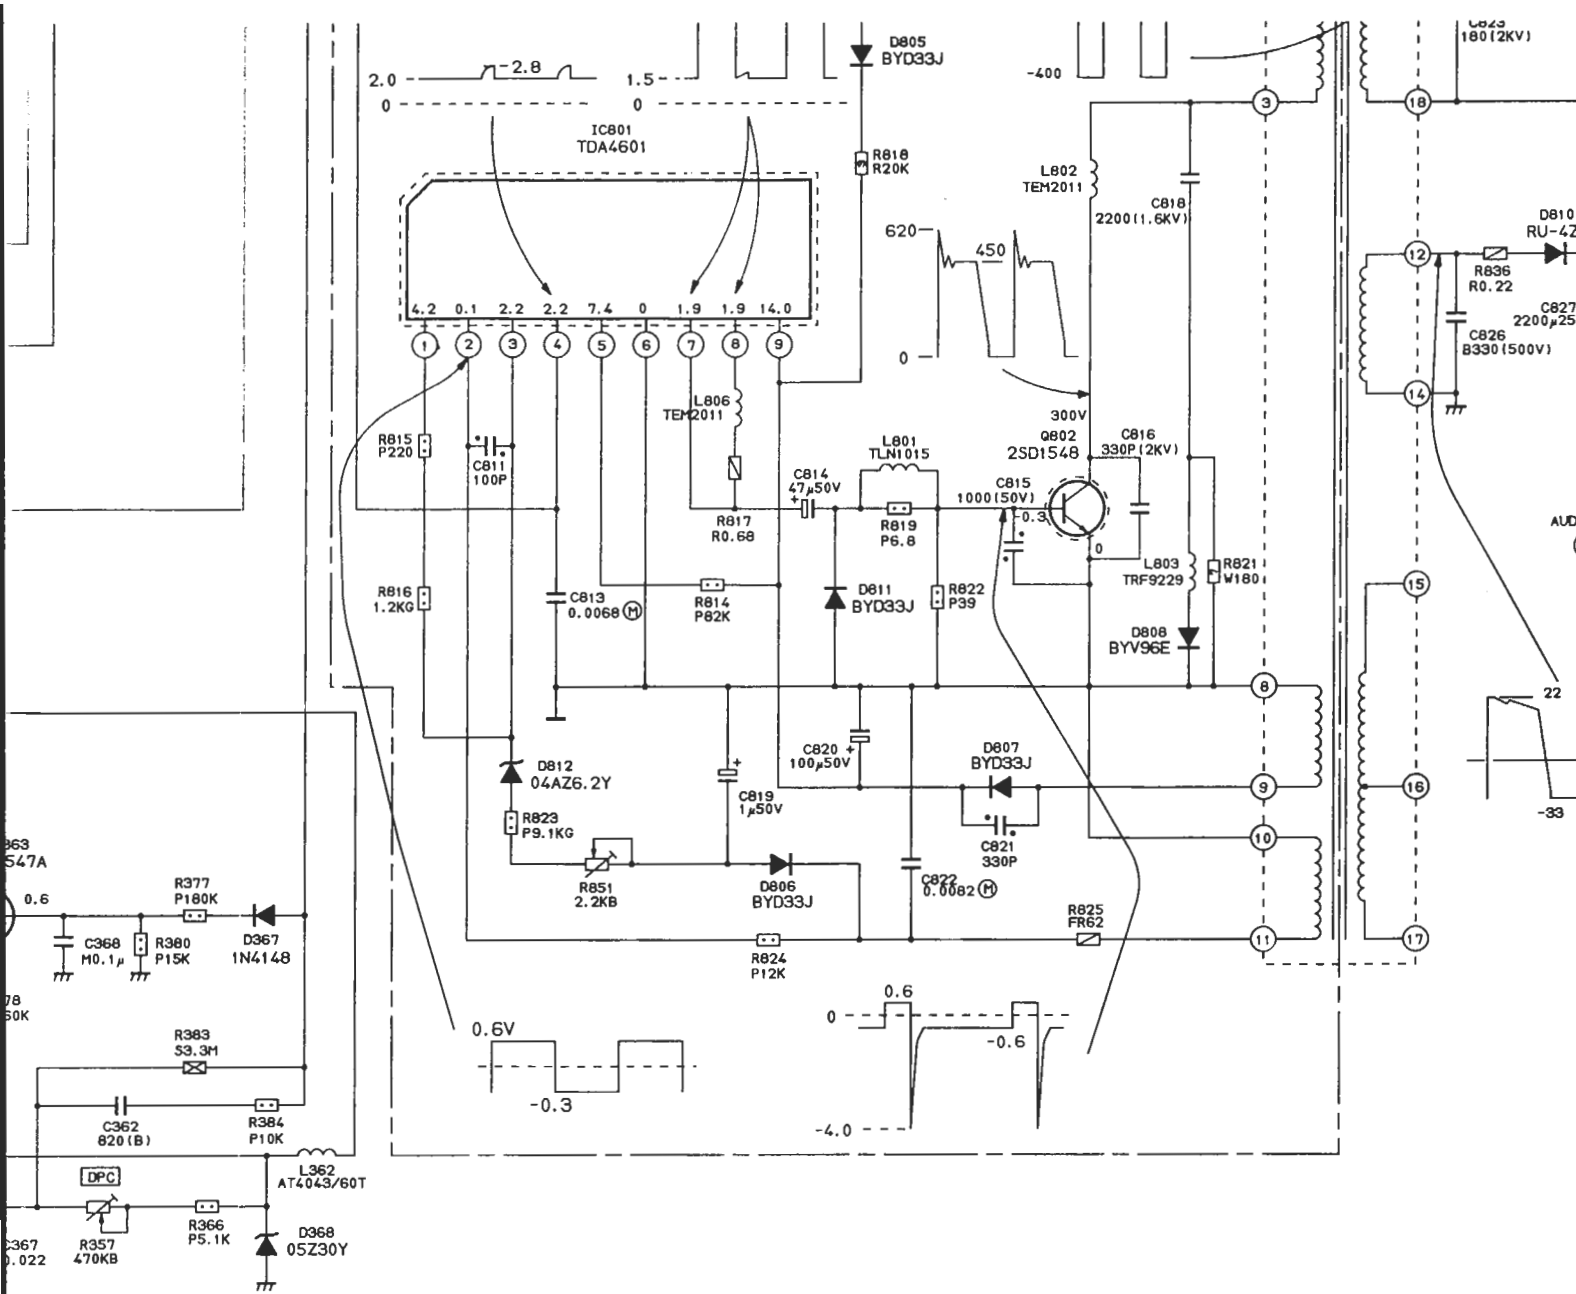 C823
180(2KV)
D805
BYD33J
-2.8
2.0
0
1.5
0
-400
3
18
IC801
TDA4601
R818
R20K
L802
TEM2011
C818
2200(1.6KV)
620
450
0
D810
RU-4Z
12
R836
R0.22
C827
2200µ25
C826
B330(500V)
14
4.2 0.1 2.2 2.2 7.4 0 1.9 1.9 14.0
1 2 3 4 5 6 7 8 9
L806
TEM2011
300V
Q802
2SD1548
C816
330P(2KV)
R815
P220
C811
100P
L801
TLN1015
C814
47µ50V
+
C815
1000(50V)
-0.3
R817
R0.68
R819
P6.8
0
AUD
L803
TRF9229
R821
W180
15
R816
1.2KG
C813
0.0068 M
R814
P82K
D811
BYD33J
R822
P39
D808
BYV96E
8
22
D812
04AZ6.2Y
C819
1µ50V
+
C820
100µ50V
+
D807
BYD33J
9
16
-33
R823
P9.1KG
C821
330P
10
363
547A
R851
2.2KB
D806
BYD33J
C822
0.0082 M
0.6
R377
P180K
R825
FR62
11
17
C368
M0.1µ
R380
P15K
D367
1N4148
R824
P12K
78
60K
0.6V
-0.3
0.6
0
-0.6
-4.0
R383
S3.3M
C362
820(B)
R384
P10K
L362
AT4043/60T
DPC
R357
470KB
R366
P5.1K
D368
05Z30Y
C367
0.022